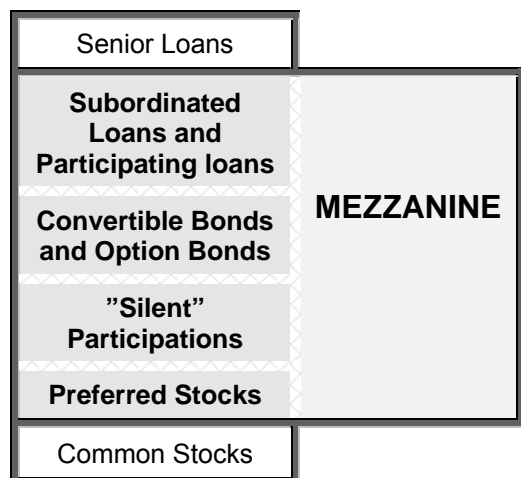 Senior Loans
Subordinated
Loans and
Participating loans
Convertible Bonds
and Option Bonds
”Silent”
Participations
Preferred Stocks
MEZZANINE
Common Stocks